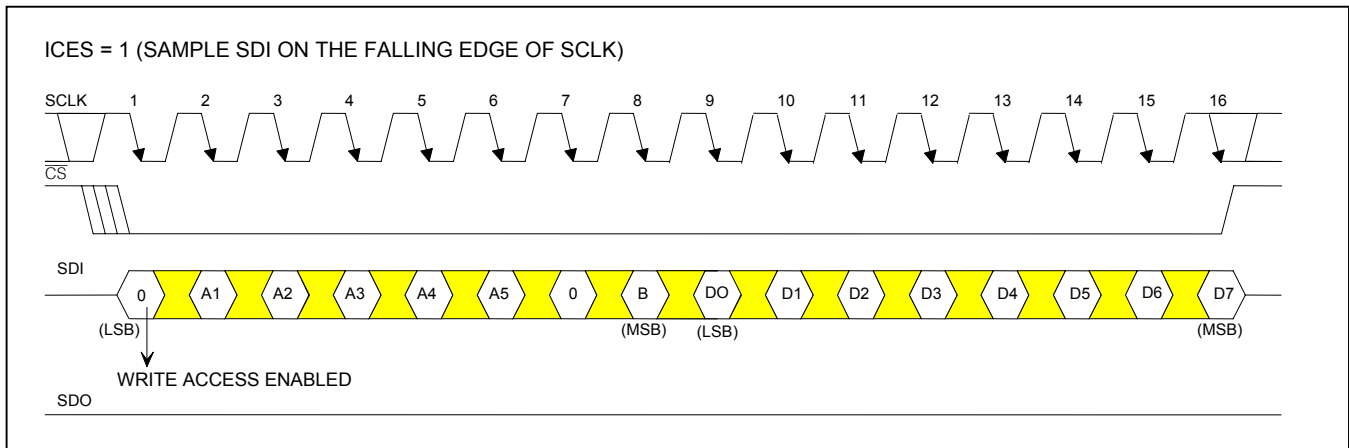 ICES = 1 (SAMPLE SDI ON THE FALLING EDGE OF SCLK)
SCLK 1 2 3 4 5 6 7 8 9 10 11 12 13 14 15 16
CS
SDI
0 A1 A2 A3 A4 A5 0 B DO D1 D2 D3 D4 D5 D6 D7
(LSB) (MSB) (LSB) (MSB)
WRITE ACCESS ENABLED
SDO